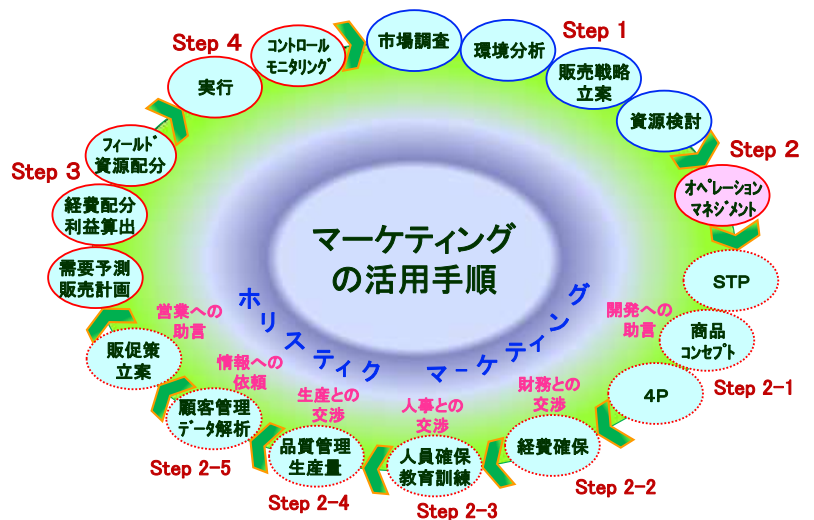 マーケティング
の活用手順
ホリスティク マーケティング
Step 1
市場調査
環境分析
販売戦略
立案
資源検討
Step 2
オペレーション
マネジメント
STP
商品
コンセプト
開発への
助言
Step 2-1
4P
財務との
交渉
経費確保
Step 2-2
人事との
交渉
人員確保
教育訓練
Step 2-3
生産との
交渉
品質管理
生産量
Step 2-4
情報への
依頼
顧客管理
データ解析
Step 2-5
営業への
助言
販促策
立案
Step 3
需要予測
販売計画
経費配分
利益算出
フィールド
資源配分
Step 4
実行
コントロール
モニタリング